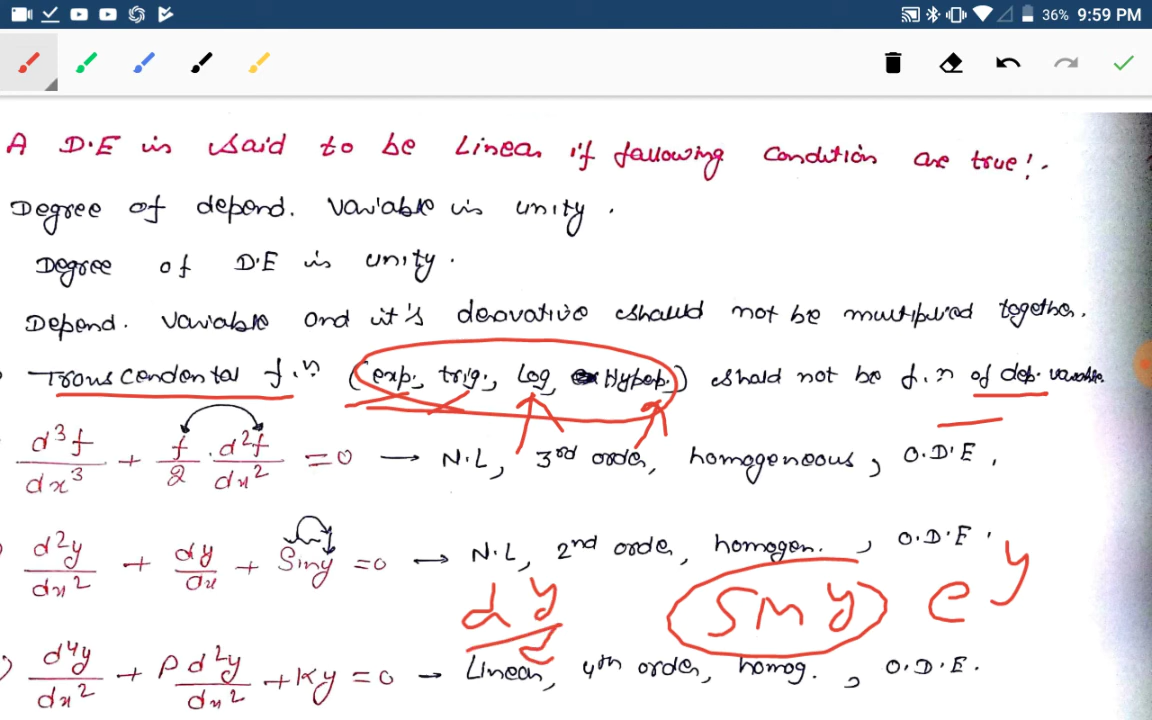 36% 9:59 PM
A D.E is said to be Linear if following condition are true!.
Degree of depend. variable is unity.
Degree of D.E is unity.
Depend. variable and it's derivative should not be multiplied together.
Transcendental f.n (exp., trig., Log, Hyperb.) should not be f.n of dep. variable
d³f/dx³ + f/2 . d²f/dx² = 0 → N.L, 3rd order, homogeneous, O.D.E.
d²y/dx² + dy/dx + Siny = 0 → N.L, 2nd order, homogen., O.D.E.
dy siny e^y
d⁴y/dx² + P d²y/dx² + Ky = 0 → Linear, 4th order, homog., O.D.E.